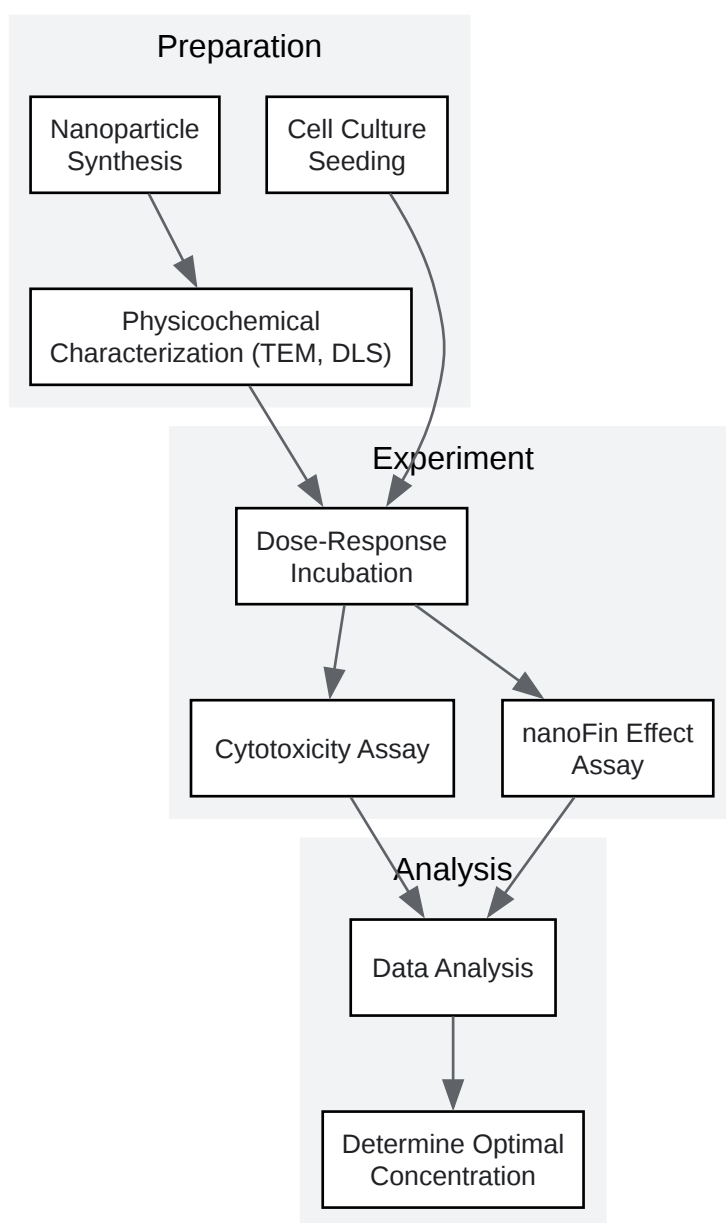 Preparation
Nanoparticle
Synthesis
Cell Culture
Seeding
Physicochemical
Characterization (TEM, DLS)
Experiment
Dose-Response
Incubation
Cytotoxicity Assay
nanoFin Effect
Assay
Analysis
Data Analysis
Determine Optimal
Concentration